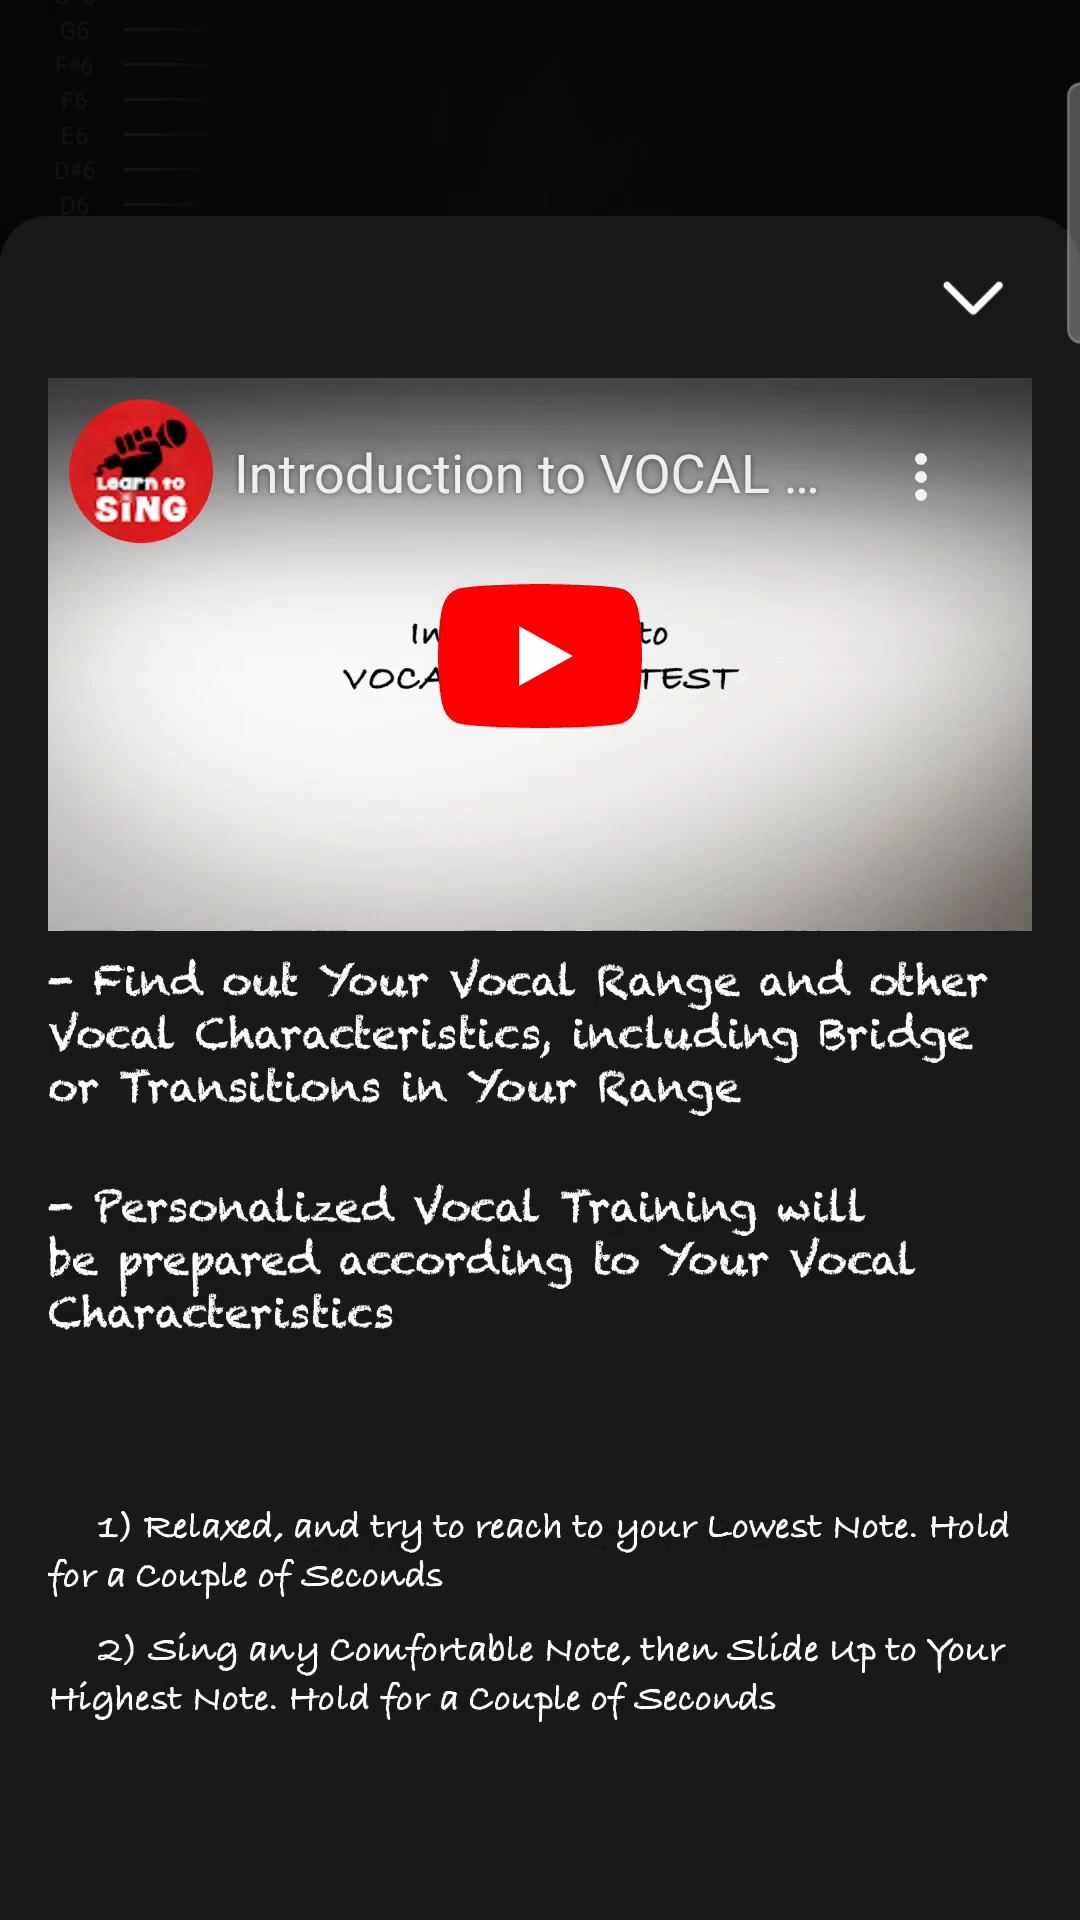 G6
F#6
F6
E6
D#6
D6
Learn to
SiNG
Introduction to VOCAL ...
to
TEST
- Find out Your Vocal Range and other
Vocal Characteristics, including Bridge
or Transitions in Your Range
- Personalized Vocal Training will
be prepared according to Your Vocal
Characteristics
1) Relaxed, and try to reach to your Lowest Note. Hold
for a Couple of Seconds
2) Sing any Comfortable Note, then Slide Up to Your
Highest Note. Hold for a Couple of Seconds